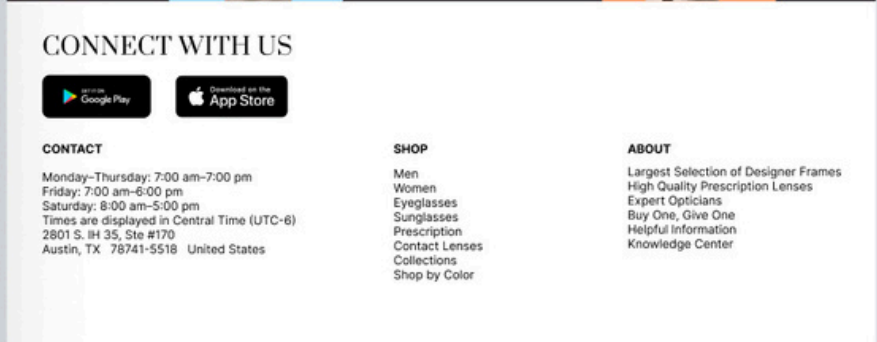 CONNECT WITH US
GET IT ON
Google Play
Download on the
App Store
CONTACT
Monday–Thursday: 7:00 am–7:00 pm
Friday: 7:00 am–6:00 pm
Saturday: 8:00 am–5:00 pm
Times are displayed in Central Time (UTC-6)
2801 S. IH 35, Ste #170
Austin, TX 78741-5518 United States
SHOP
Men
Women
Eyeglasses
Sunglasses
Prescription
Contact Lenses
Collections
Shop by Color
ABOUT
Largest Selection of Designer Frames
High Quality Prescription Lenses
Expert Opticians
Buy One, Give One
Helpful Information
Knowledge Center